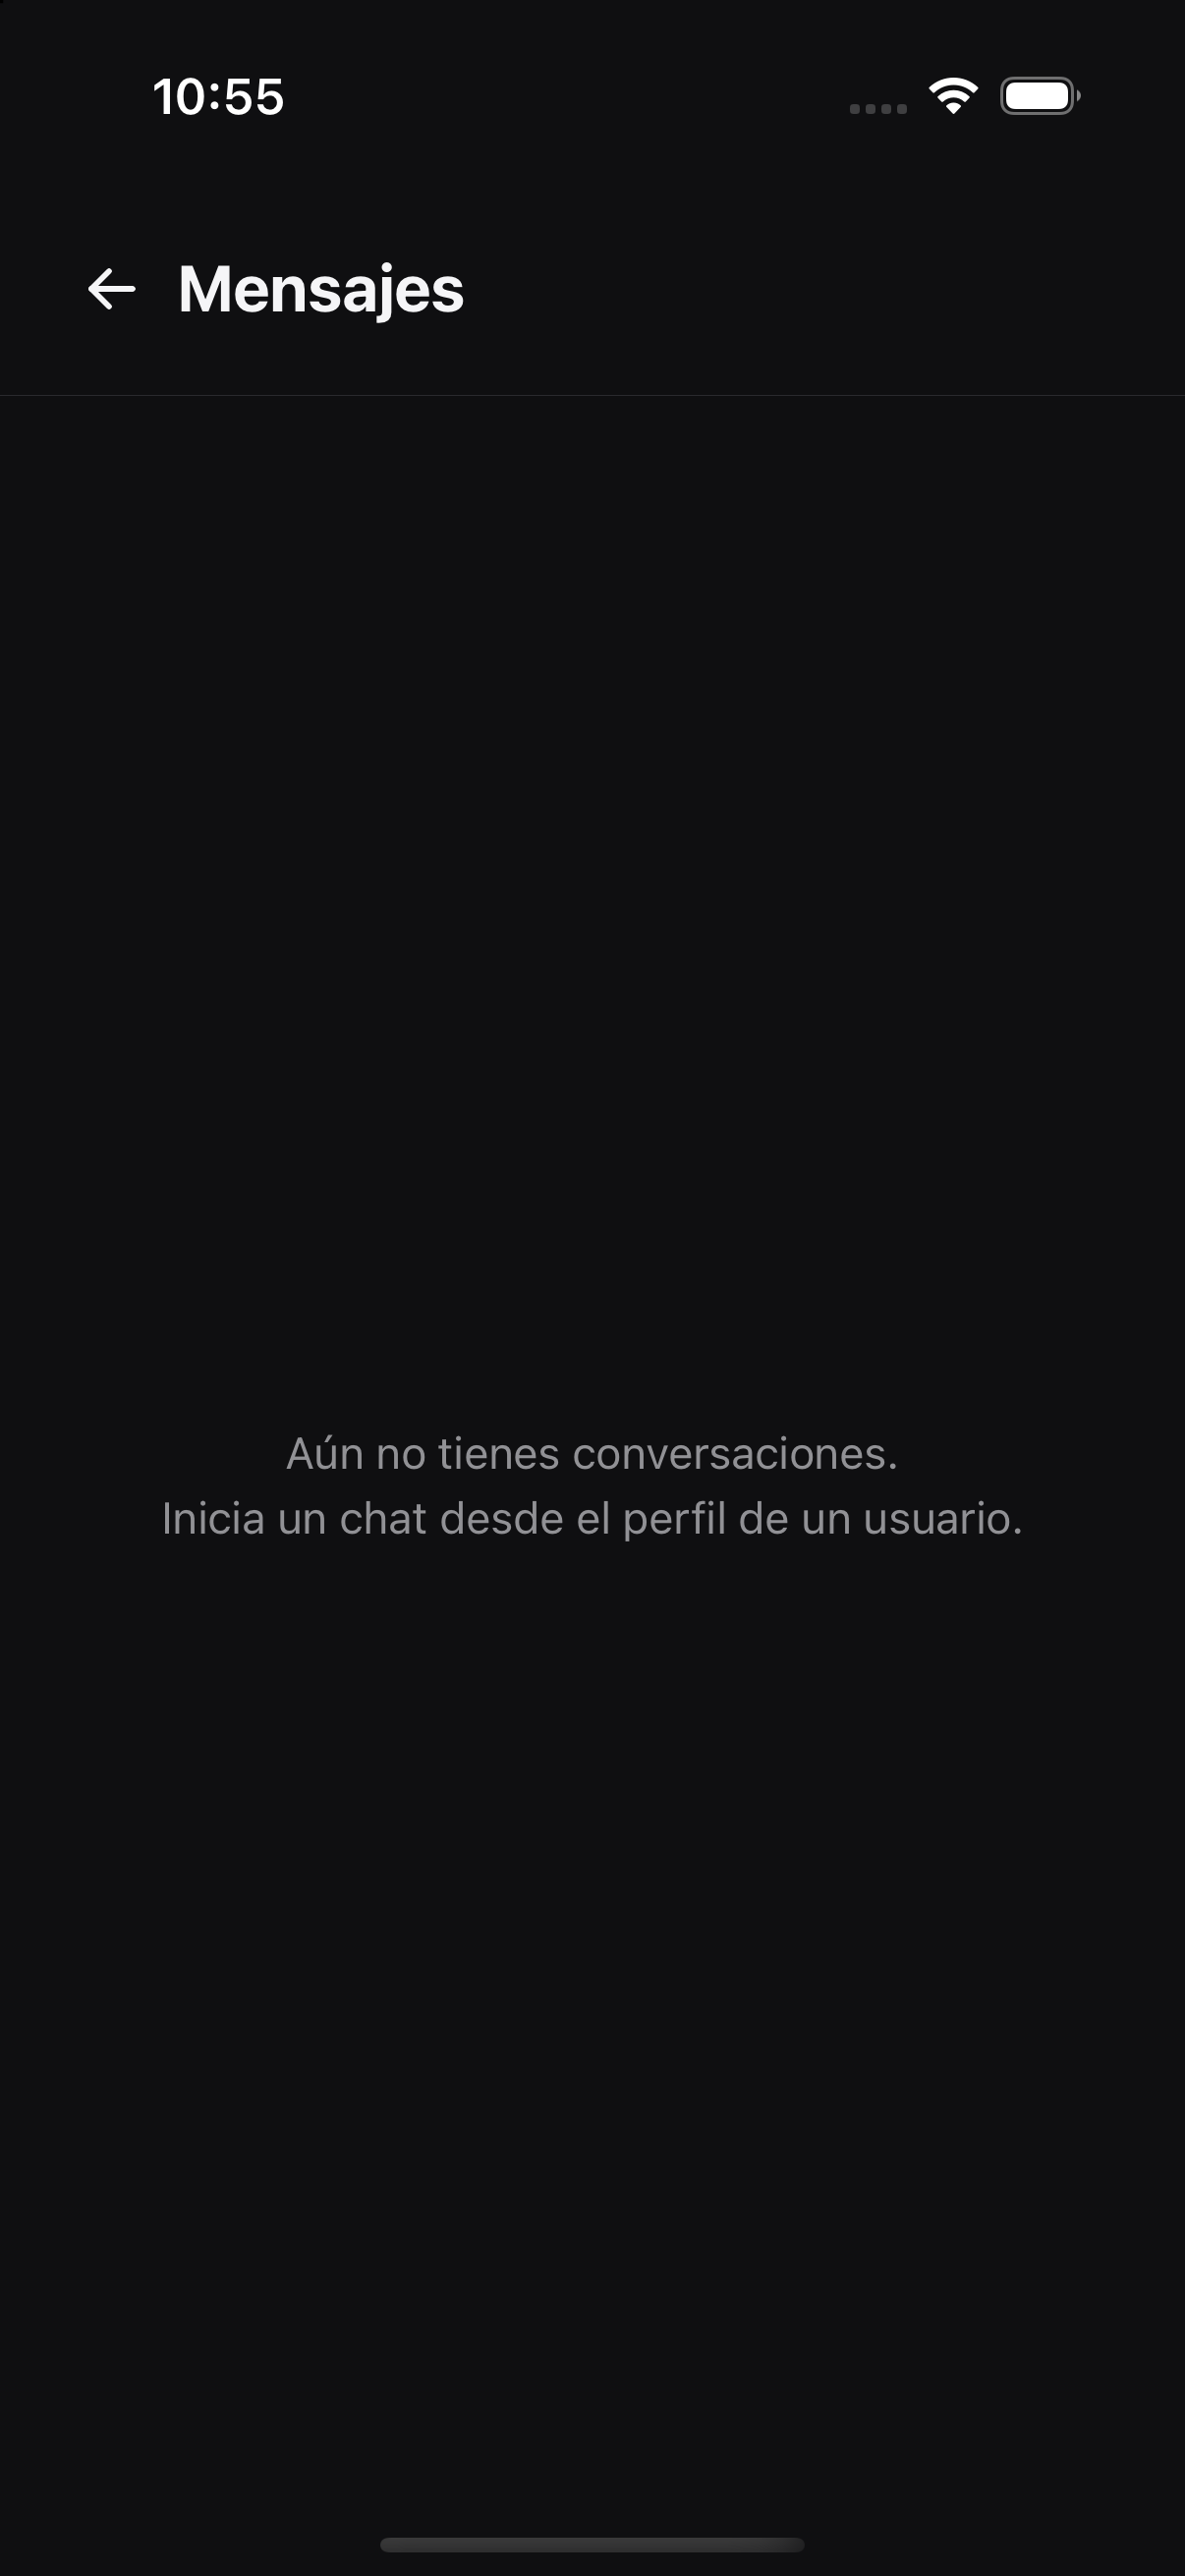 10:55
Mensajes
Aún no tienes conversaciones.
Inicia un chat desde el perfil de un usuario.